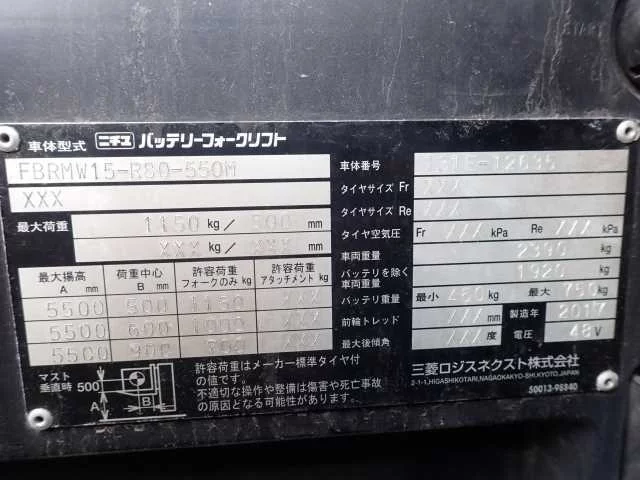 START
車体型式 ニチユ バッテリーフォークリフト
FBRMW15-R80-550M
XXX
最大荷重 1150 kg/ 500 mm
XXX kg/ XXX mm
最大揚高 A mm 荷重中心 B mm 許容荷重 フォークのみ kg 許容荷重 アタッチメント kg
5500 500 1150 XXX
5500 600 1000 XXX
5500 XXX
マスト垂直時 500 A B
許容荷重はメーカー標準タイヤ付
の値です。
不適切な操作や整備は傷害や死亡事故
の原因となる可能性があります。
車体番号 131E-12635
タイヤサイズ Fr XXX
タイヤサイズ Re XXX
タイヤ空気圧 Fr /// kPa Re /// kPa
車両重量 2390 kg
バッテリを除く車両重量 1920 kg
バッテリ重量 最小 460 kg 最大 750 kg
前輪トレッド /// mm 製造年 2017
最大後傾角 /// 度 電圧 48 V
三菱ロジスネクスト株式会社
2-1-1,HIGASHIKOTARI,NAGAOKAKYO-SHI,KYOTO,JAPAN
50013-98840